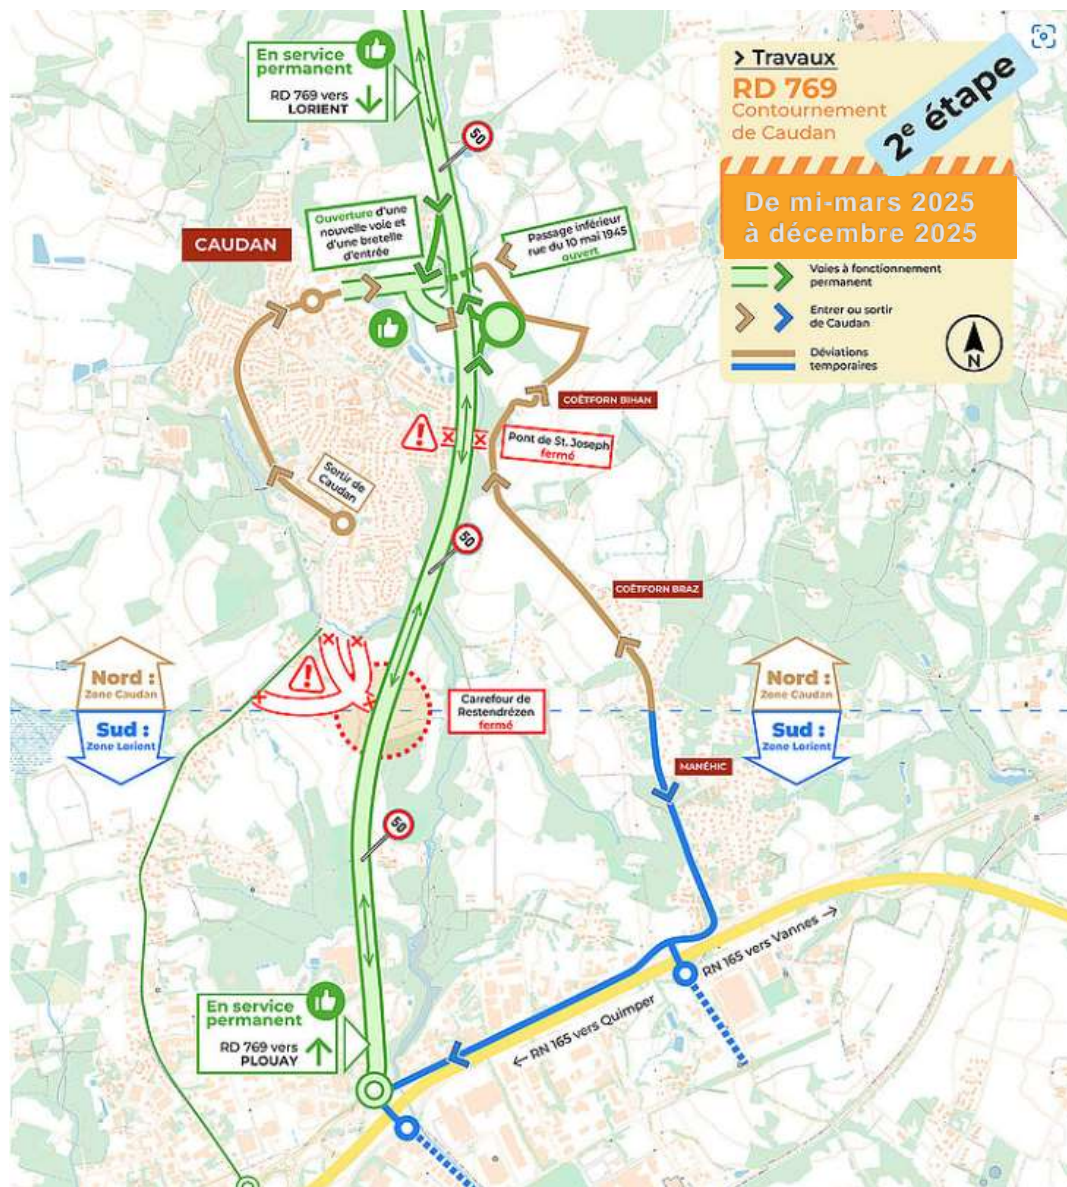 En service
permanent
RD 769 vers
LORIENT
50
> Travaux
RD 769
Contournement
de Caudan
2e étape
De mi-mars 2025
à décembre 2025
Voies à fonctionnement
permanent
Entrer ou sortir
de Caudan
Déviations
temporaires
N
CAUDAN
Ouverture d'une
nouvelle voie et
d'une bretelle
d'entrée
Passage inférieur
rue du 10 mai 1945
ouvert
COËTFORN BIHAN
Pont de St. Joseph
fermé
Sortir de
Caudan
50
COËTFORN BRAZ
Nord :
Zone Caudan
Sud :
Zone Lorient
Carrefour de
Restendrézen
fermé
Nord :
Zone Caudan
Sud :
Zone Lorient
MANÉHIC
50
RN 165 vers Vannes →
← RN 165 vers Quimper
En service
permanent
RD 769 vers
PLOUAY